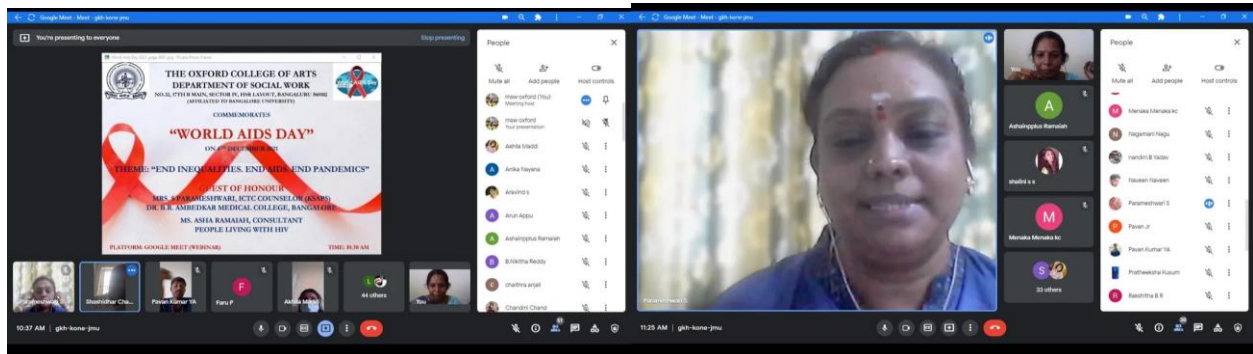 Google Meet - Meet - gkh-kone-jmu
You're presenting to everyone
Stop presenting
THE OXFORD COLLEGE OF ARTS
DEPARTMENT OF SOCIAL WORK
(AFFILIATED TO BANGALORE UNIVERSITY)
COMMEMORATES
"WORLD AIDS DAY"
THEME: "END INEQUALITIES. END AIDS. END PANDEMICS"
GUEST OF HONOUR
MRS. S PARAMESHWARI, ICTC COUNSELOR (KSAPS)
DR. B.R. AMBEDKAR MEDICAL COLLEGE, BANGALORE
MS. ASHA RAMAIAH, CONSULTANT
PEOPLE LIVING WITH HIV
PLATFORM: GOOGLE MEET (WEBINAR)
TIME: 10:30 AM
Parameshwari S
Shashidhar Cha...
Pavan Kumar YA
F
Faru P
44 others
You
10:37 AM | gkh-kone-jmu
People
Mute all
Add people
Host controls
msw oxford (You)
Meeting host
msw oxford
Your presentation
Akhila Maddi
A
Anika Nayana
Aravind s
A
Arun Appu
A
Ashainpplus Ramaiah
B
B.Nikitha Reddy
c
chaithra anjali
C
Chandini Chand
Google Meet - Meet - gkh-kone-jmu
Parameshwari S
You
A
Ashainpplus Ramaiah
shalini s s
M
Menaka Menaka kc
S
33 others
11:25 AM | gkh-kone-jmu
People
Mute all
Add people
Host controls
M
Menaka Menaka kc
N
Nagamani Nagu
nandini.B Yadav
Naveen Naveen
Parameshwari S
P
Pavan Jr
Pavan Kumar YA
Pratheeksha Kusum
R
Rakshitha B R